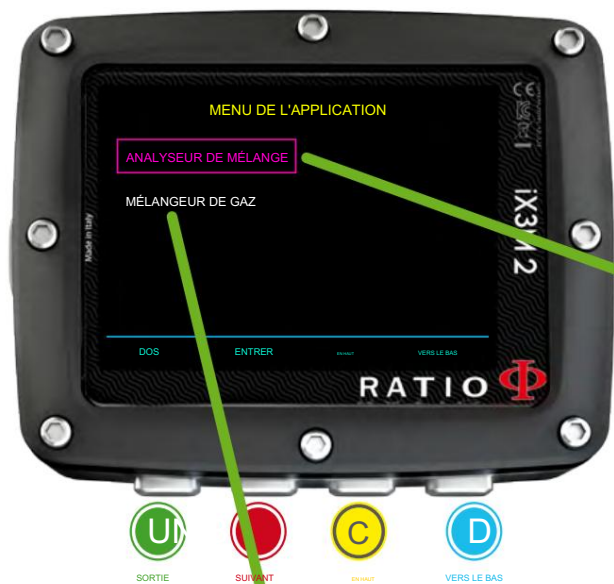 MENU DE L'APPLICATION
ANALYSEUR DE MÉLANGE
MÉLANGEUR DE GAZ
Made in Italy
iX3M 2
DOS ENTRER EN HAUT VERS LE BAS
RATIO
UN C D
SORTIE SUIVANT EN HAUT VERS LE BAS